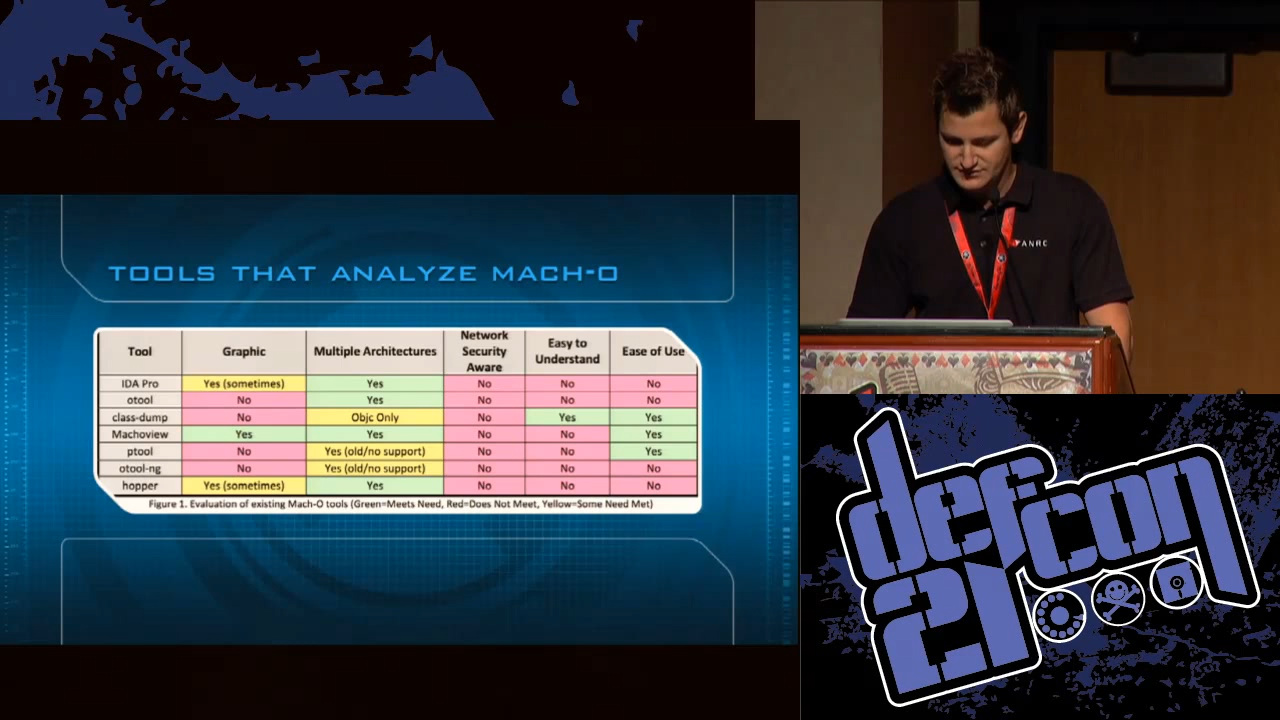 TOOLS THAT ANALYZE MACH-O
Tool Graphic Multiple Architectures Network Security Aware Easy to Understand Ease of Use
IDA Pro Yes (sometimes) Yes No No No
otool No Yes No No No
class-dump No Objc Only No Yes Yes
Machoview Yes Yes No No Yes
ptool No Yes (old/no support) No No Yes
otool-ng No Yes (old/no support) No No No
hopper Yes (sometimes) Yes No No No
Figure 1. Evaluation of existing Mach-O tools (Green=Meets Need, Red=Does Not Meet, Yellow=Some Need Met)
ANRC
defcon
21